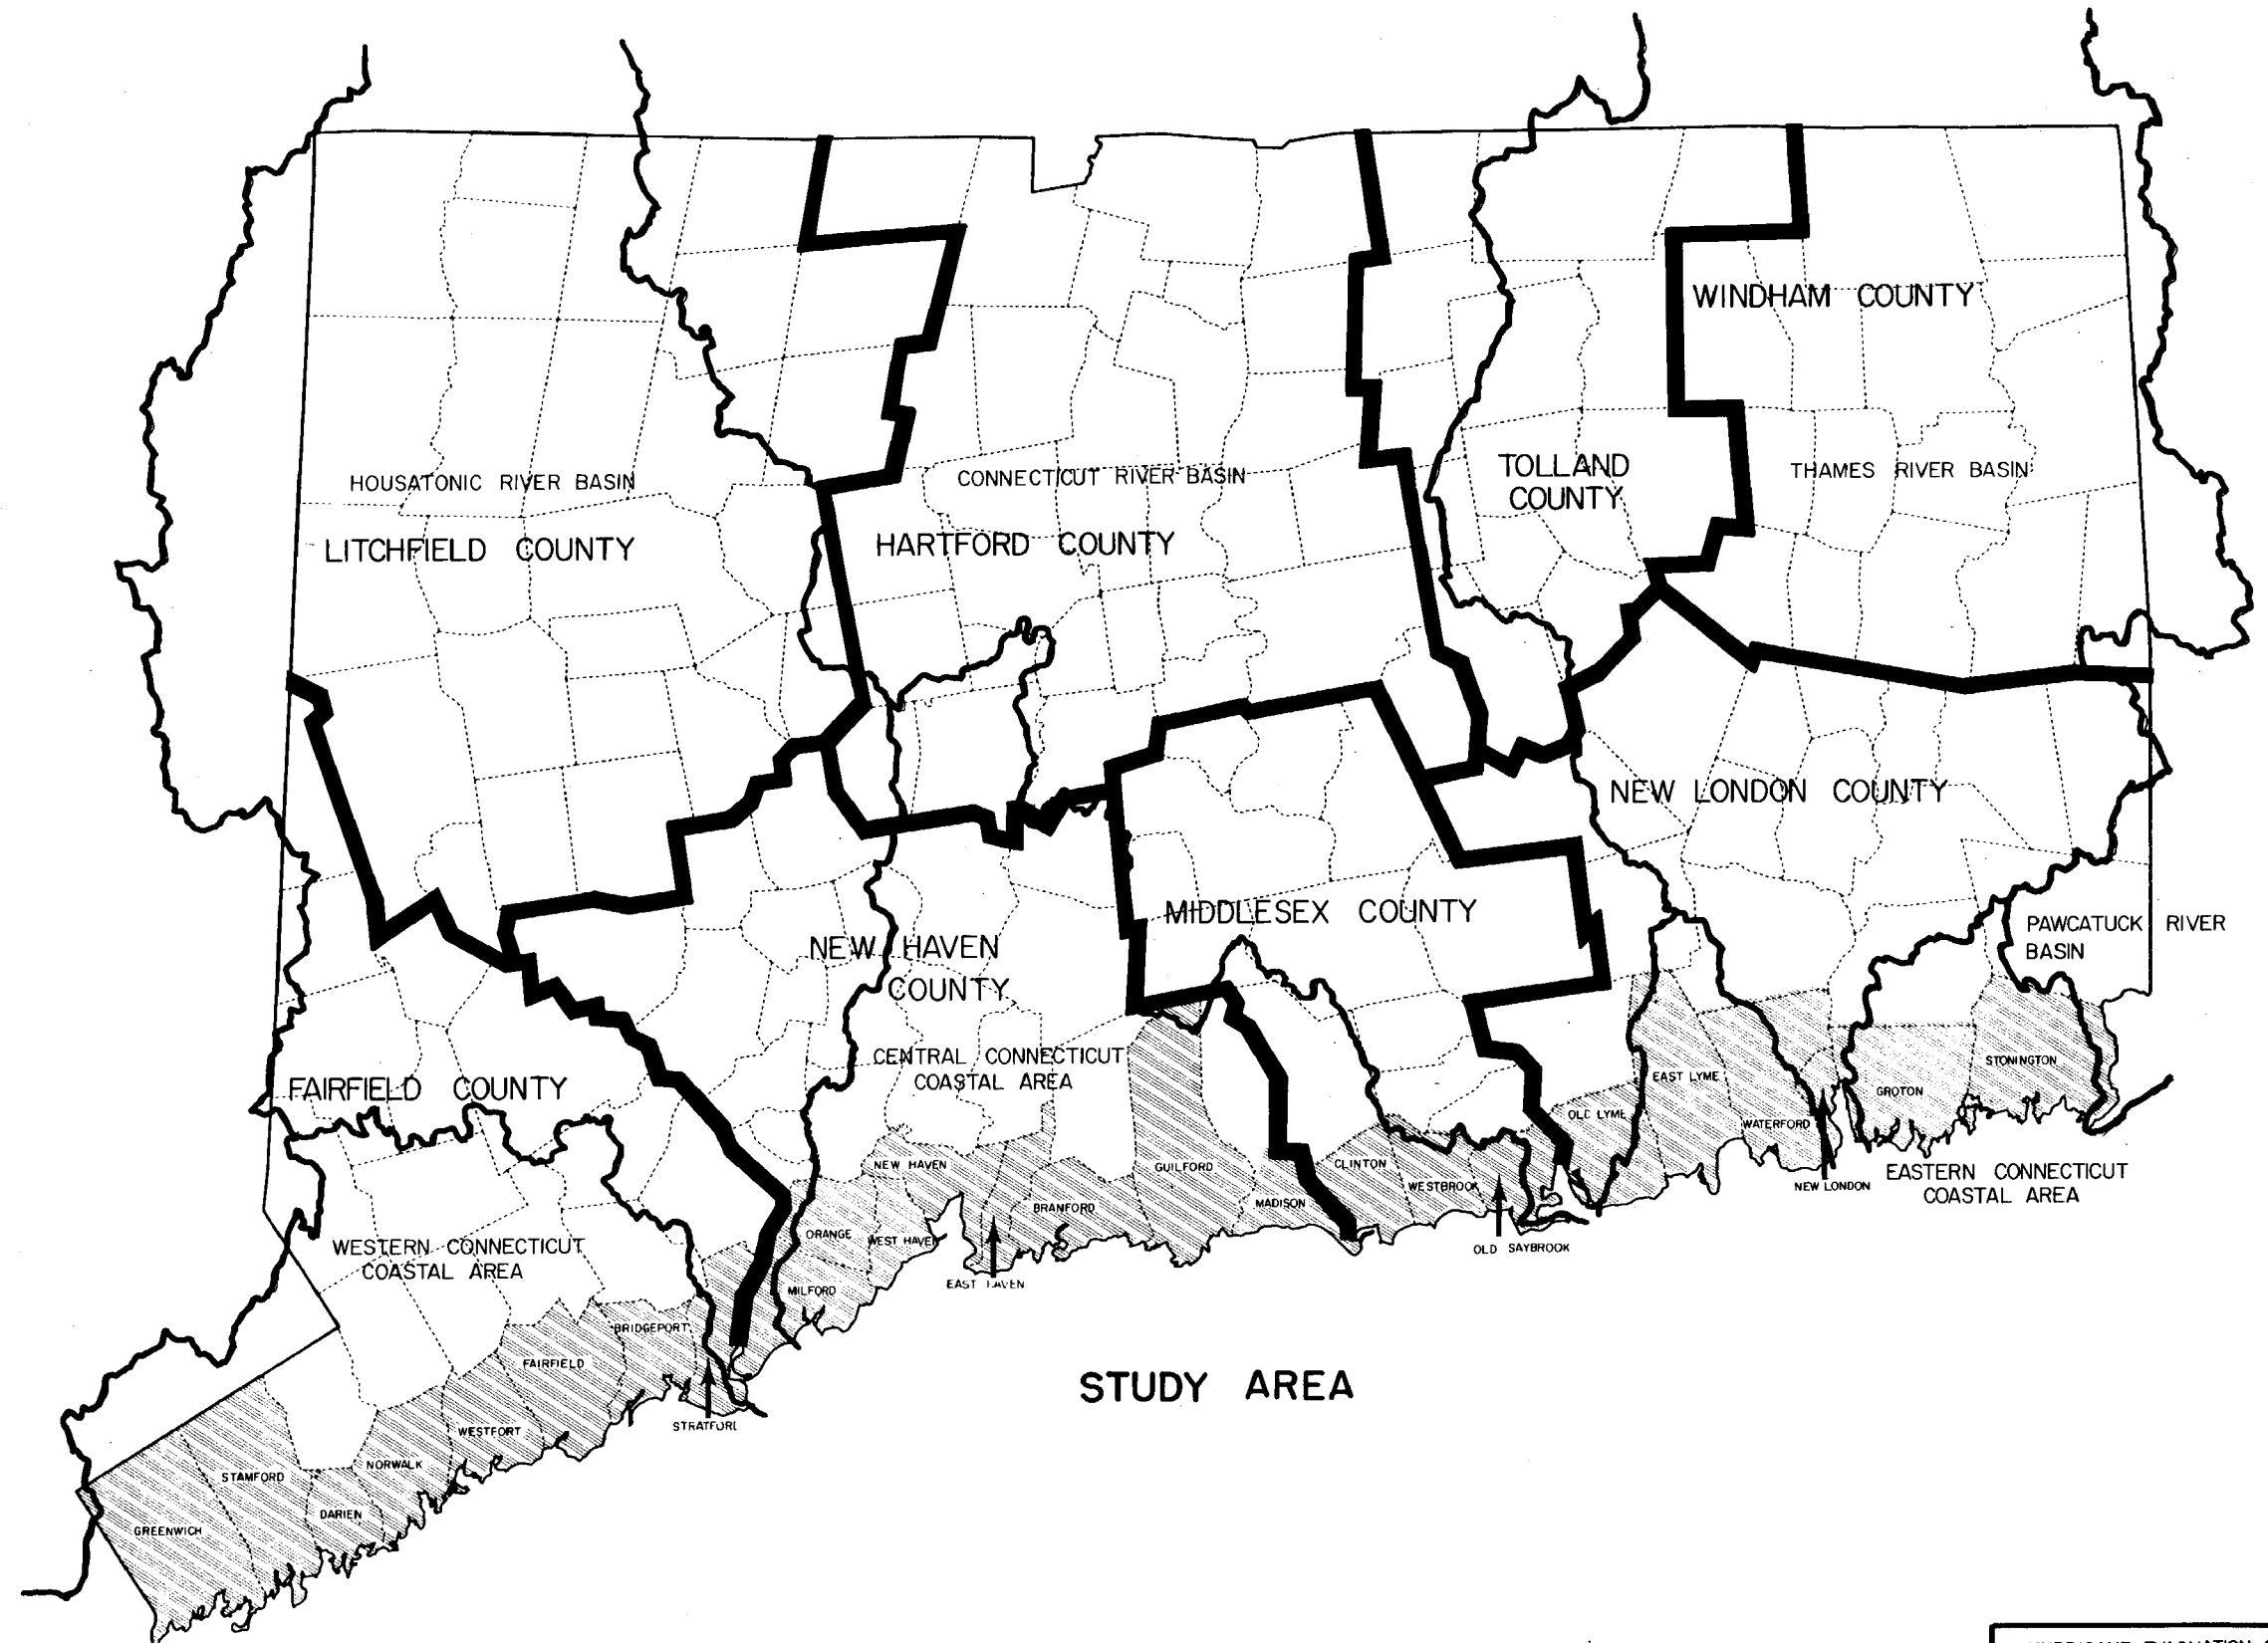 WINDHAM COUNTY
HOUSATONIC RIVER BASIN
CONNECTICUT RIVER BASIN
TOLLAND
COUNTY
THAMES RIVER BASIN
LITCHFIELD COUNTY
HARTFORD COUNTY
NEW LONDON COUNTY
MIDDLESEX COUNTY
PAWCATUCK RIVER
BASIN
NEW HAVEN
COUNTY
CENTRAL CONNECTICUT
COASTAL AREA
FAIRFIELD COUNTY
STONINGTON
EAST LYME
GROTON
OLD LYME
WATERFORD
NEW HAVEN
GUILFORD
CLINTON
EASTERN CONNECTICUT
COASTAL AREA
WESTBROOK
NEW LONDON
MADISON
BRANFORD
ORANGE
WEST HAVEN
WESTERN CONNECTICUT
COASTAL AREA
OLD SAYBROOK
EAST HAVEN
MILFORD
BRIDGEPORT
FAIRFIELD
STUDY AREA
STRATFORD
WESTPORT
NORWALK
STAMFORD
DARIEN
GREENWICH